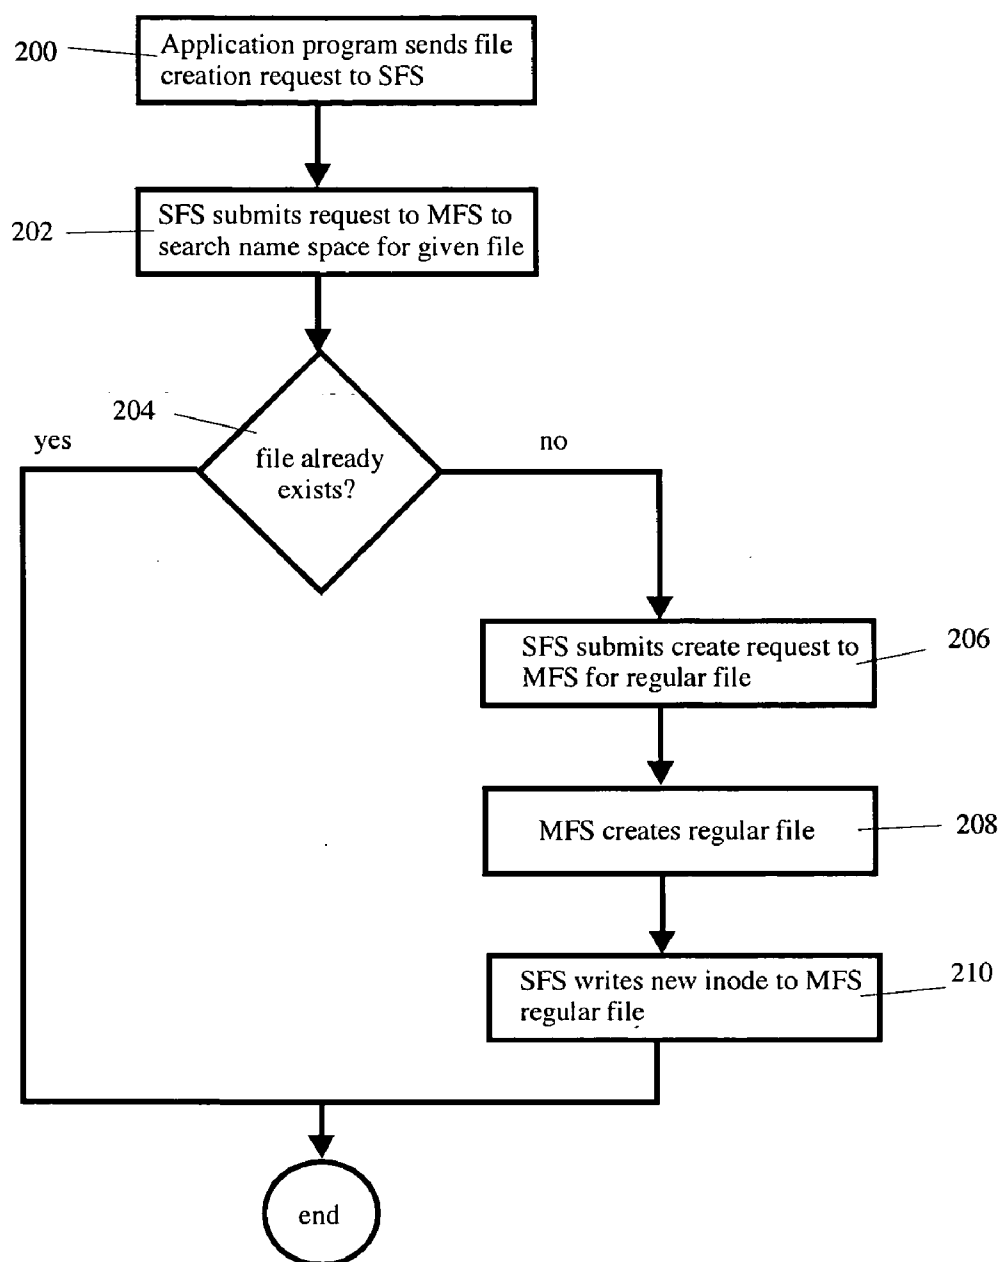 200
Application program sends file
creation request to SFS
202
SFS submits request to MFS to
search name space for given file
204
yes
no
file already
exists?
SFS submits create request to
MFS for regular file
206
MFS creates regular file
208
SFS writes new inode to MFS
regular file
210
end